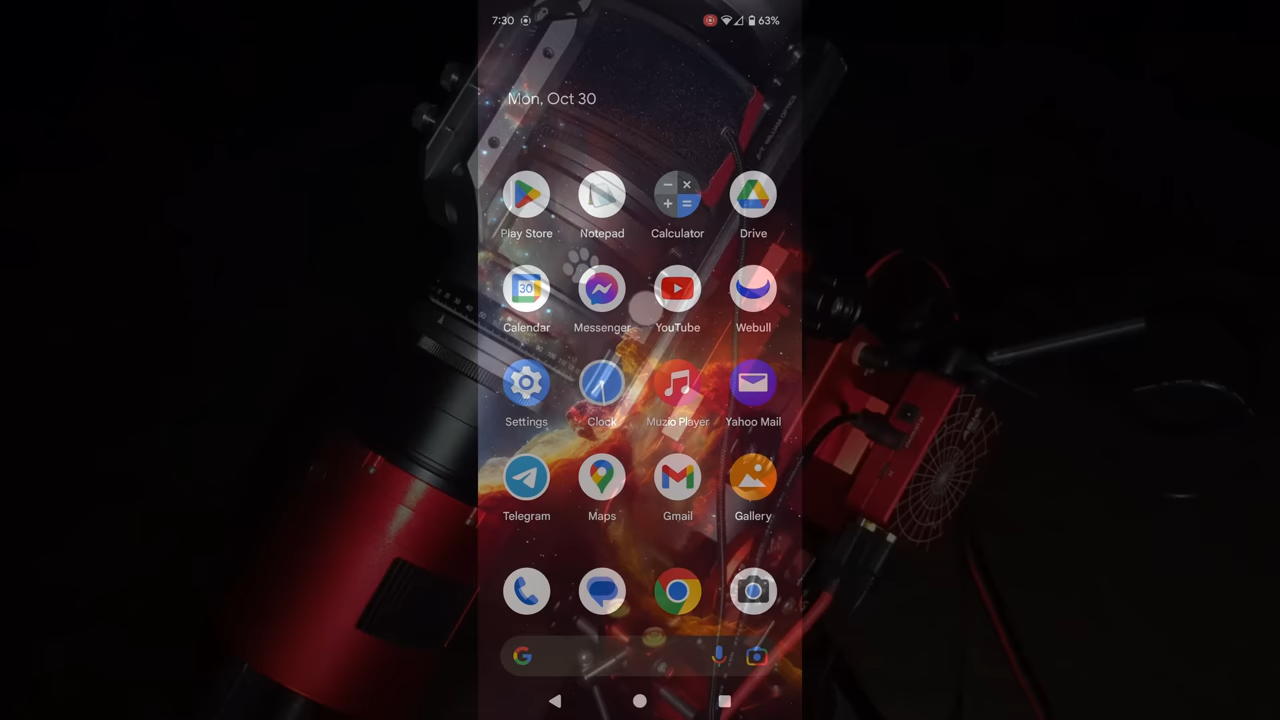 7:30 63%
Mon, Oct 30
Play Store Notepad Calculator Drive
30
Calendar Messenger YouTube Webull
Settings Clock Muzio Player Yahoo Mail
Telegram Maps Gmail Gallery